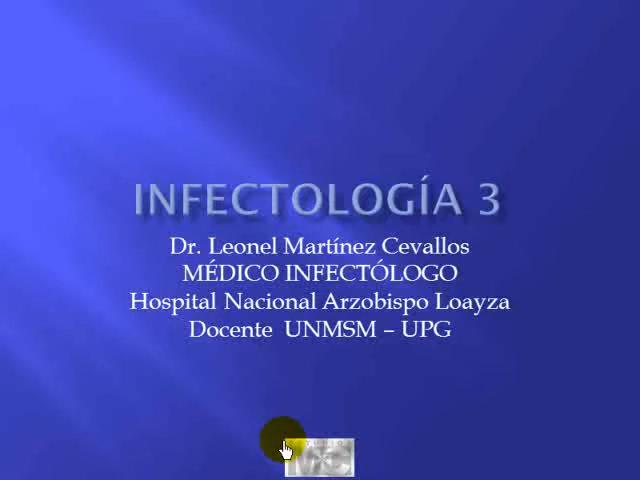 INFECTOLOGÍA 3
Dr. Leonel Martínez Cevallos
MÉDICO INFECTÓLOGO
Hospital Nacional Arzobispo Loayza
Docente UNMSM – UPG